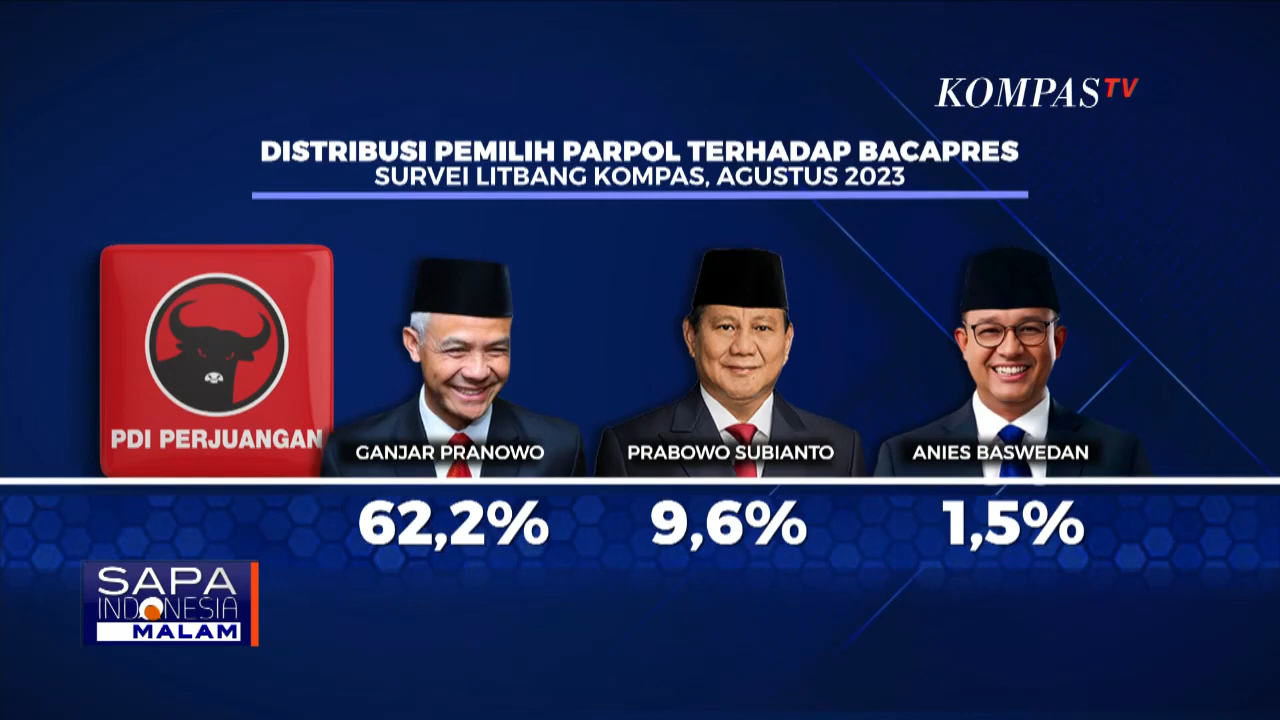 KOMPASTV
DISTRIBUSI PEMILIH PARPOL TERHADAP BACAPRES
SURVEI LITBANG KOMPAS, AGUSTUS 2023
PDI PERJUANGAN
GANJAR PRANOWO
PRABOWO SUBIANTO
ANIES BASWEDAN
62,2%
9,6%
1,5%
SAPA
INDONESIA
MALAM